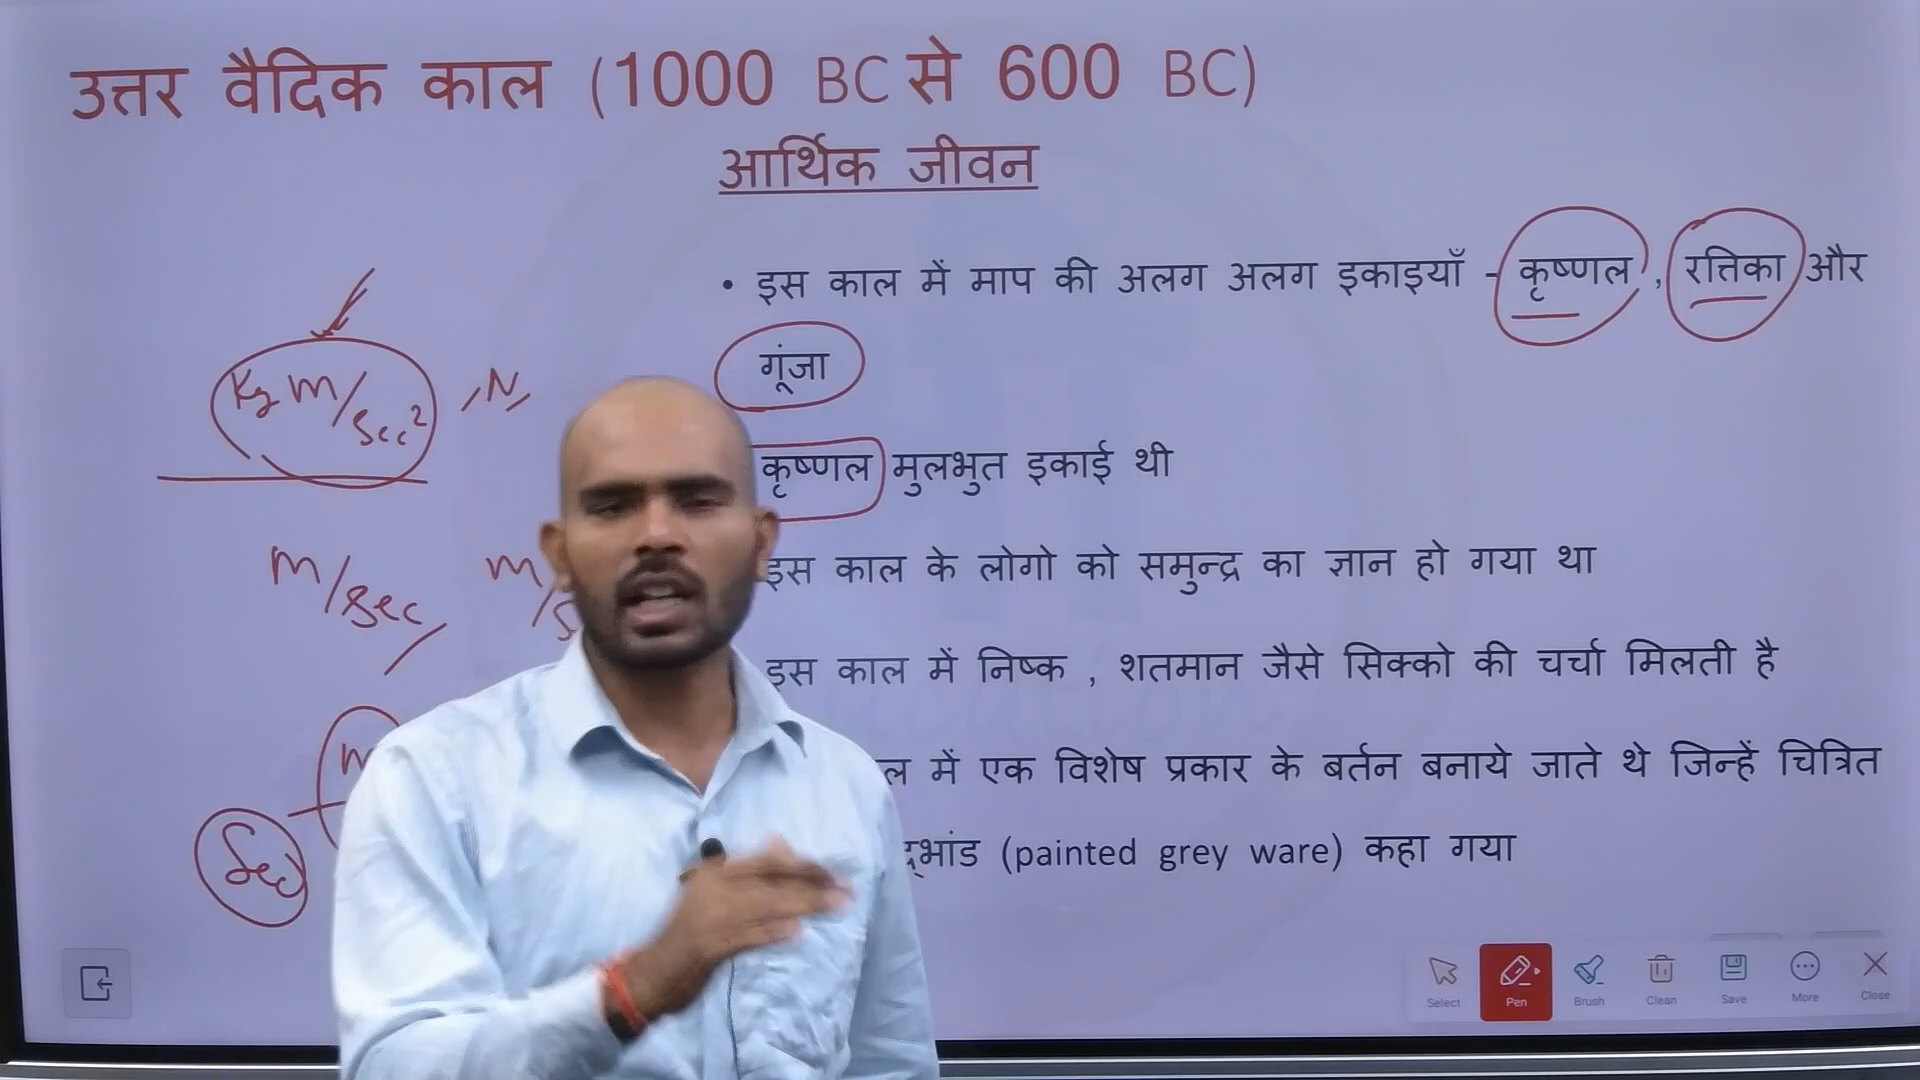 उत्तर वैदिक काल (1000 BC से 600 BC)
आर्थिक जीवन
• इस काल में माप की अलग अलग इकाइयाँ - कृष्णल , रत्तिका और
गूंजा
कृष्णल मुलभुत इकाई थी
इस काल के लोगो को समुन्द्र का ज्ञान हो गया था
इस काल में निष्क , शतमान जैसे सिक्को की चर्चा मिलती है
ल में एक विशेष प्रकार के बर्तन बनाये जाते थे जिन्हें चित्रित
द्भांड (painted grey ware) कहा गया
Kg m/sec² , N,
m/sec
m/s
m
Sec
Select Pen Brush Clean Save More Close